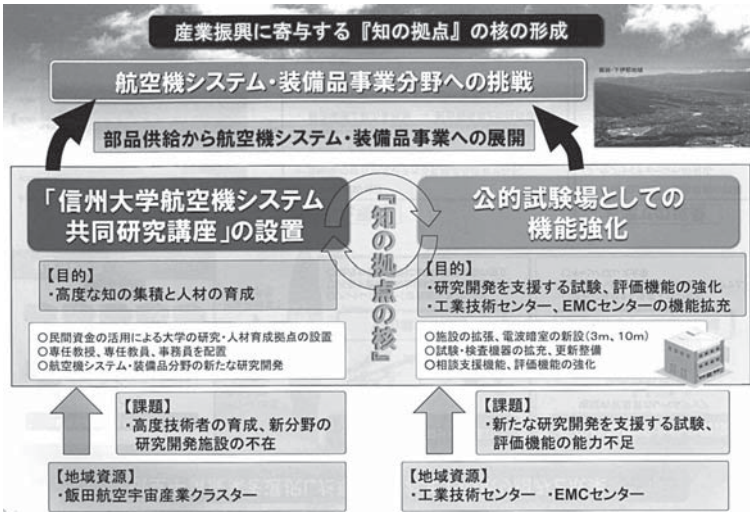 産業振興に寄与する『知の拠点』の核の形成
航空機システム・装備品事業分野への挑戦
飯田・下伊那地域
部品供給から航空機システム・装備品事業への展開
「信州大学航空機システム
共同研究講座」の設置
『知の拠点の核』
公的試験場としての
機能強化
【目的】
・高度な知の集積と人材の育成
【目的】
・研究開発を支援する試験、評価機能の強化
・工業技術センター、EMCセンターの機能拡充
○民間資金の活用による大学の研究・人材育成拠点の設置
○専任教授、専任教員、事務員を配置
○航空機システム・装備品分野の新たな研究開発
○施設の拡張、電波暗室の新設(3m、10m)
○試験・検査機器の拡充、更新整備
○相談支援機能、評価機能の強化
【課題】
・高度技術者の育成、新分野の
研究開発施設の不在
【課題】
・新たな研究開発を支援する試験、
評価機能の能力不足
【地域資源】
・飯田航空宇宙産業クラスター
【地域資源】
・工業技術センター ・EMCセンター